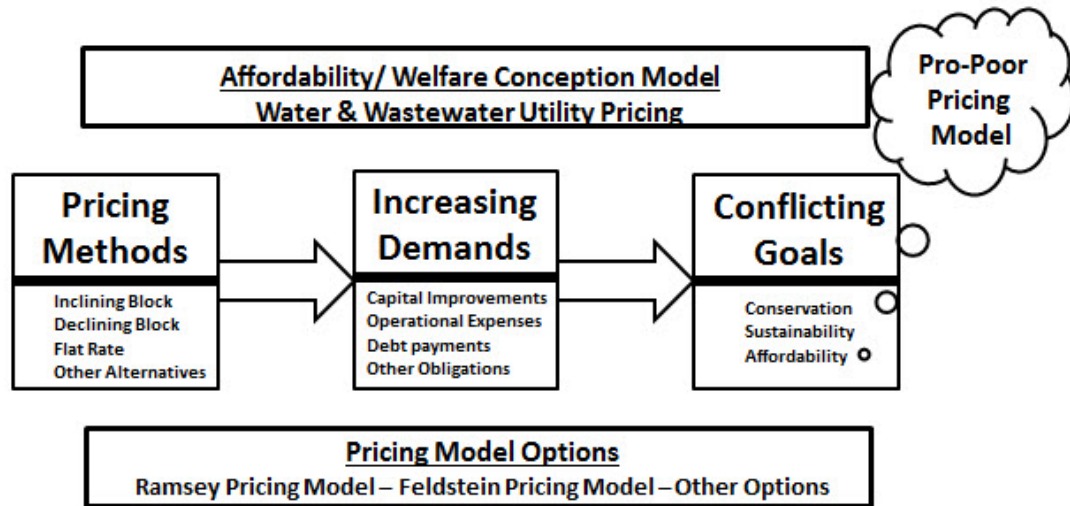 Affordability/ Welfare Conception Model
Water & Wastewater Utility Pricing
Pro-Poor
Pricing
Model
Pricing
Methods
Inclining Block
Declining Block
Flat Rate
Other Alternatives
Increasing
Demands
Capital Improvements
Operational Expenses
Debt payments
Other Obligations
Conflicting
Goals
Conservation
Sustainability
Affordability
Pricing Model Options
Ramsey Pricing Model – Feldstein Pricing Model – Other Options